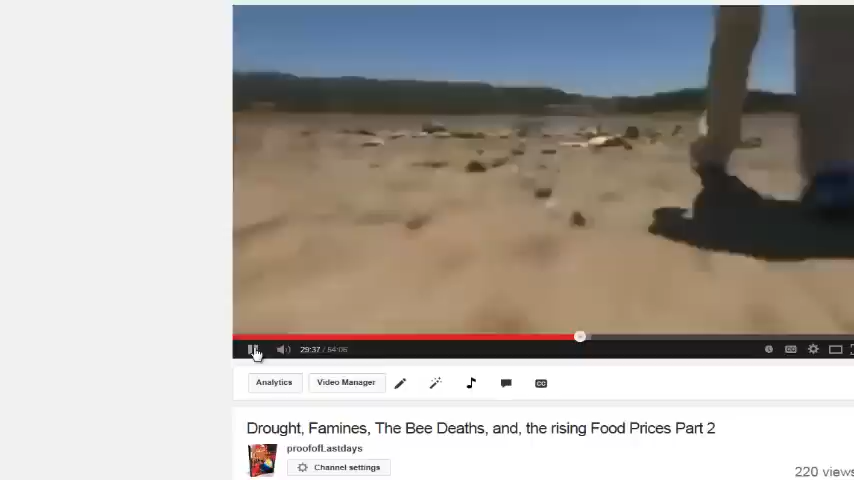 29:37 / 54:06
Analytics
Video Manager
CC
Drought, Famines, The Bee Deaths, and, the rising Food Prices Part 2
proofofLastdays
Channel settings
220 views